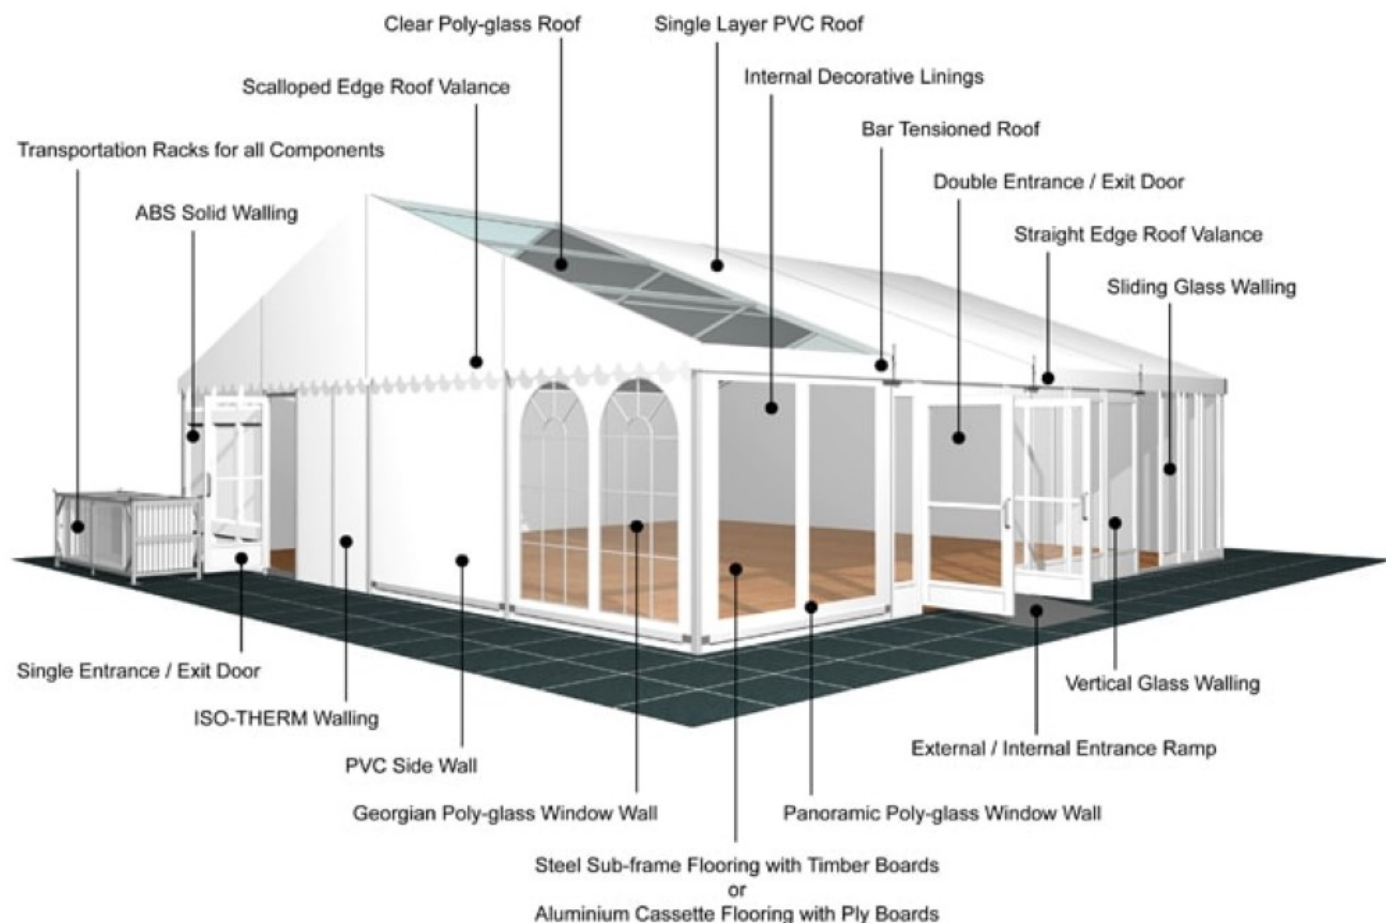 Clear Poly-glass Roof
Single Layer PVC Roof
Scalloped Edge Roof Valance
Internal Decorative Linings
Transportation Racks for all Components
Bar Tensioned Roof
ABS Solid Walling
Double Entrance / Exit Door
Straight Edge Roof Valance
Sliding Glass Walling
Single Entrance / Exit Door
ISO-THERM Walling
PVC Side Wall
Georgian Poly-glass Window Wall
Steel Sub-frame Flooring with Timber Boards
or
Aluminium Cassette Flooring with Ply Boards
Panoramic Poly-glass Window Wall
External / Internal Entrance Ramp
Vertical Glass Walling